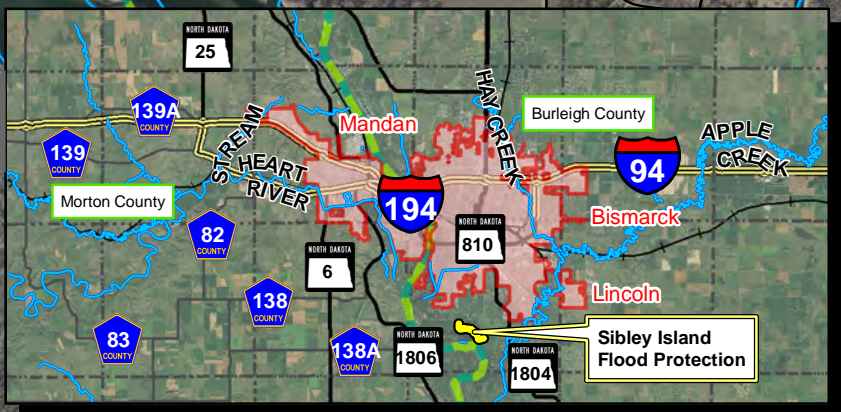 NORTH DAKOTA
25
139A
COUNTY
139
COUNTY
STREAM
HEART
RIVER
Mandan
HAY CREEK
Burleigh County
94
APPLE
CREEK
Morton County
194
82
COUNTY
NORTH DAKOTA
6
NORTH DAKOTA
810
Bismarck
Lincoln
138
COUNTY
83
COUNTY
138A
COUNTY
NORTH DAKOTA
1806
NORTH DAKOTA
1804
Sibley Island
Flood Protection